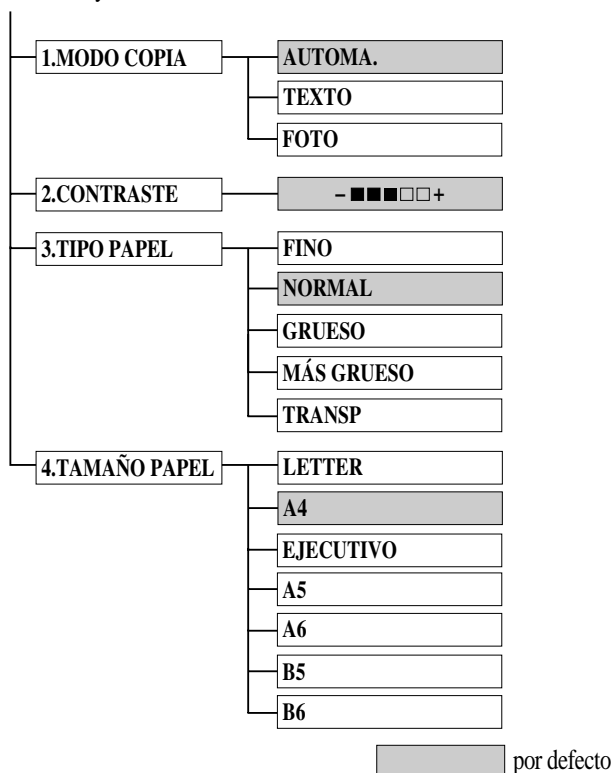 1.MODO COPIA
AUTOMA.
TEXTO
FOTO
2.CONTRASTE
- ■■■□□ +
3.TIPO PAPEL
FINO
NORMAL
GRUESO
MÁS GRUESO
TRANSP
4.TAMAÑO PAPEL
LETTER
A4
EJECUTIVO
A5
A6
B5
B6
por defecto